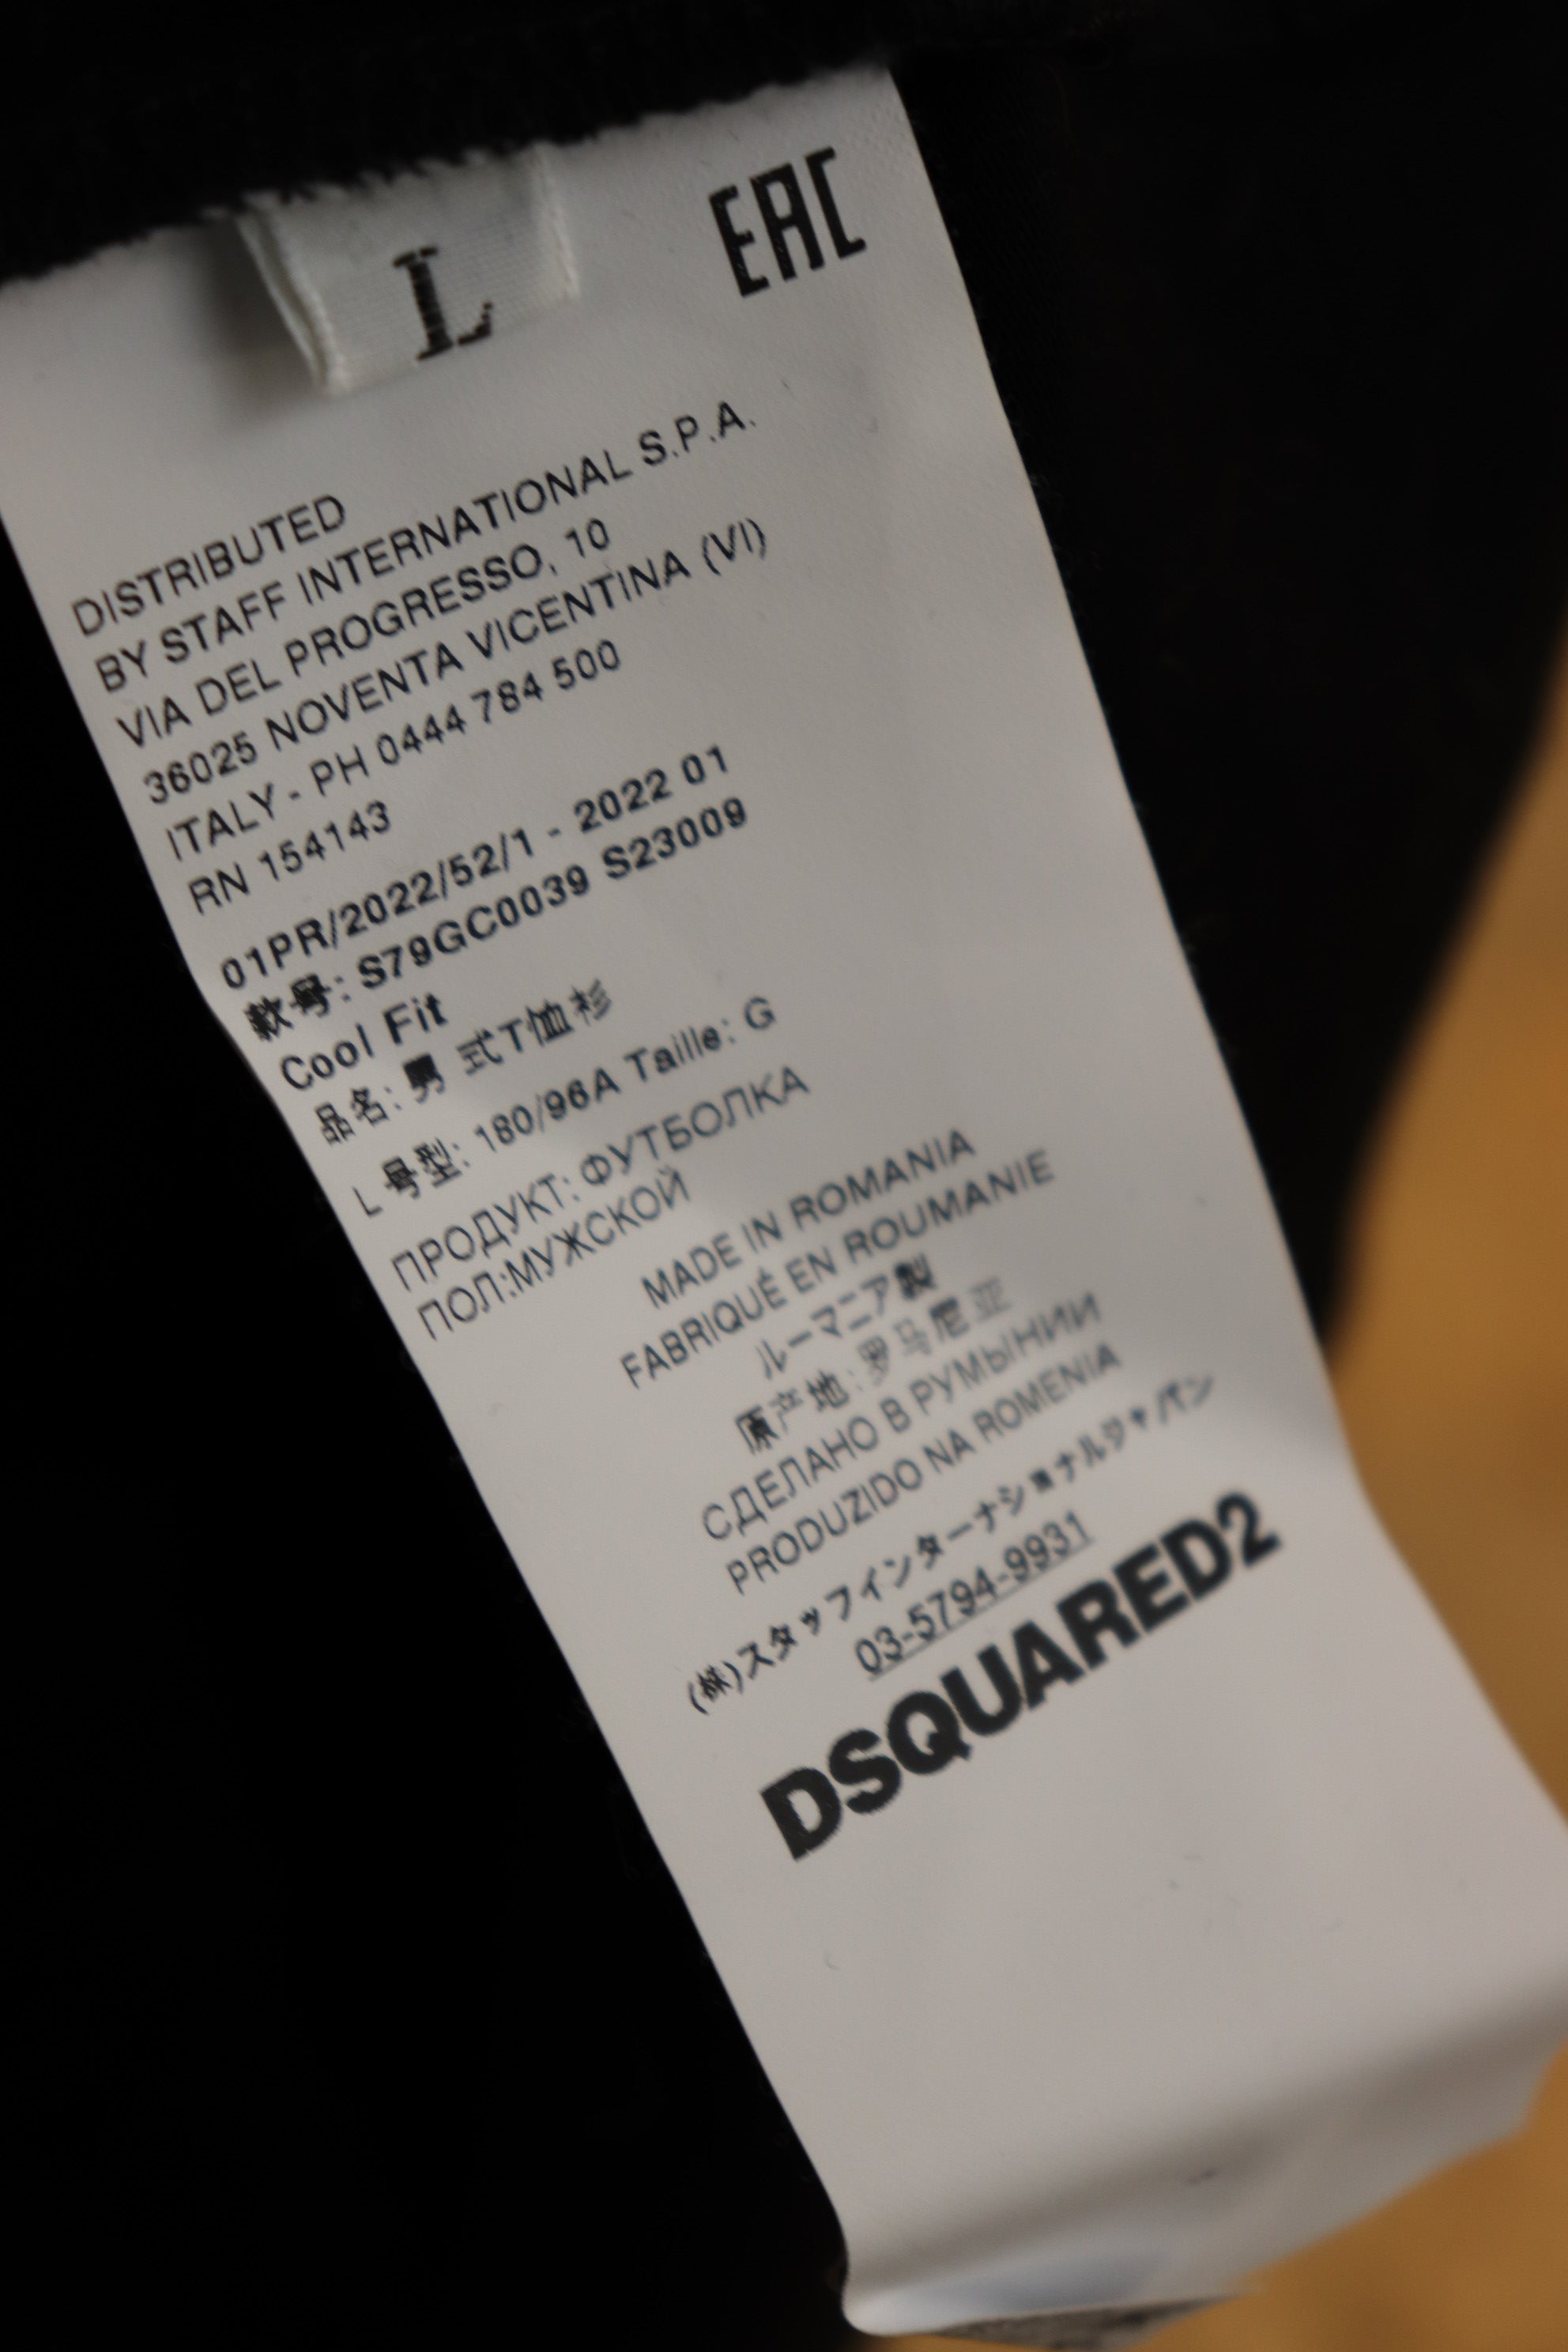 EAC
L
DISTRIBUTED
BY STAFF INTERNATIONAL S.P.A.
VIA DEL PROGRESSO, 10
36025 NOVENTA VICENTINA (VI)
ITALY - PH 0444 784 500
RN 154143
01PR/2022/52/1 - 2022 01
款号: S79GC0039 S23009
Cool Fit
品名: 男 式T恤衫
L 号型: 180/96A Taille: G
ПРОДУКТ: ФУТБОЛКА
ПОЛ:МУЖСКОЙ
MADE IN ROMANIA
FABRIQUÉ EN ROUMANIE
ルーマニア製
原产地: 罗马尼亚
СДЕЛАНО В РУМЫНИИ
PRODUZIDO NA ROMENIA
(株)スタッフインターナショナルジャパン
03-5794-9931
DSQUARED2